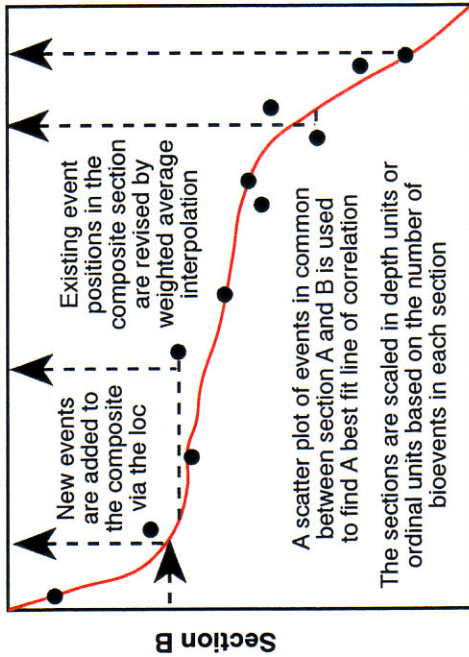 New events
are added to
the composite
via the loc
Existing event
positions in the
composite section
are revised by
weighted average
interpolation
A scatter plot of events in common
between section A and B is used
to find A best fit line of correlation
The sections are scaled in depth units or
ordinal units based on the number of
bioevents in each section
Section B